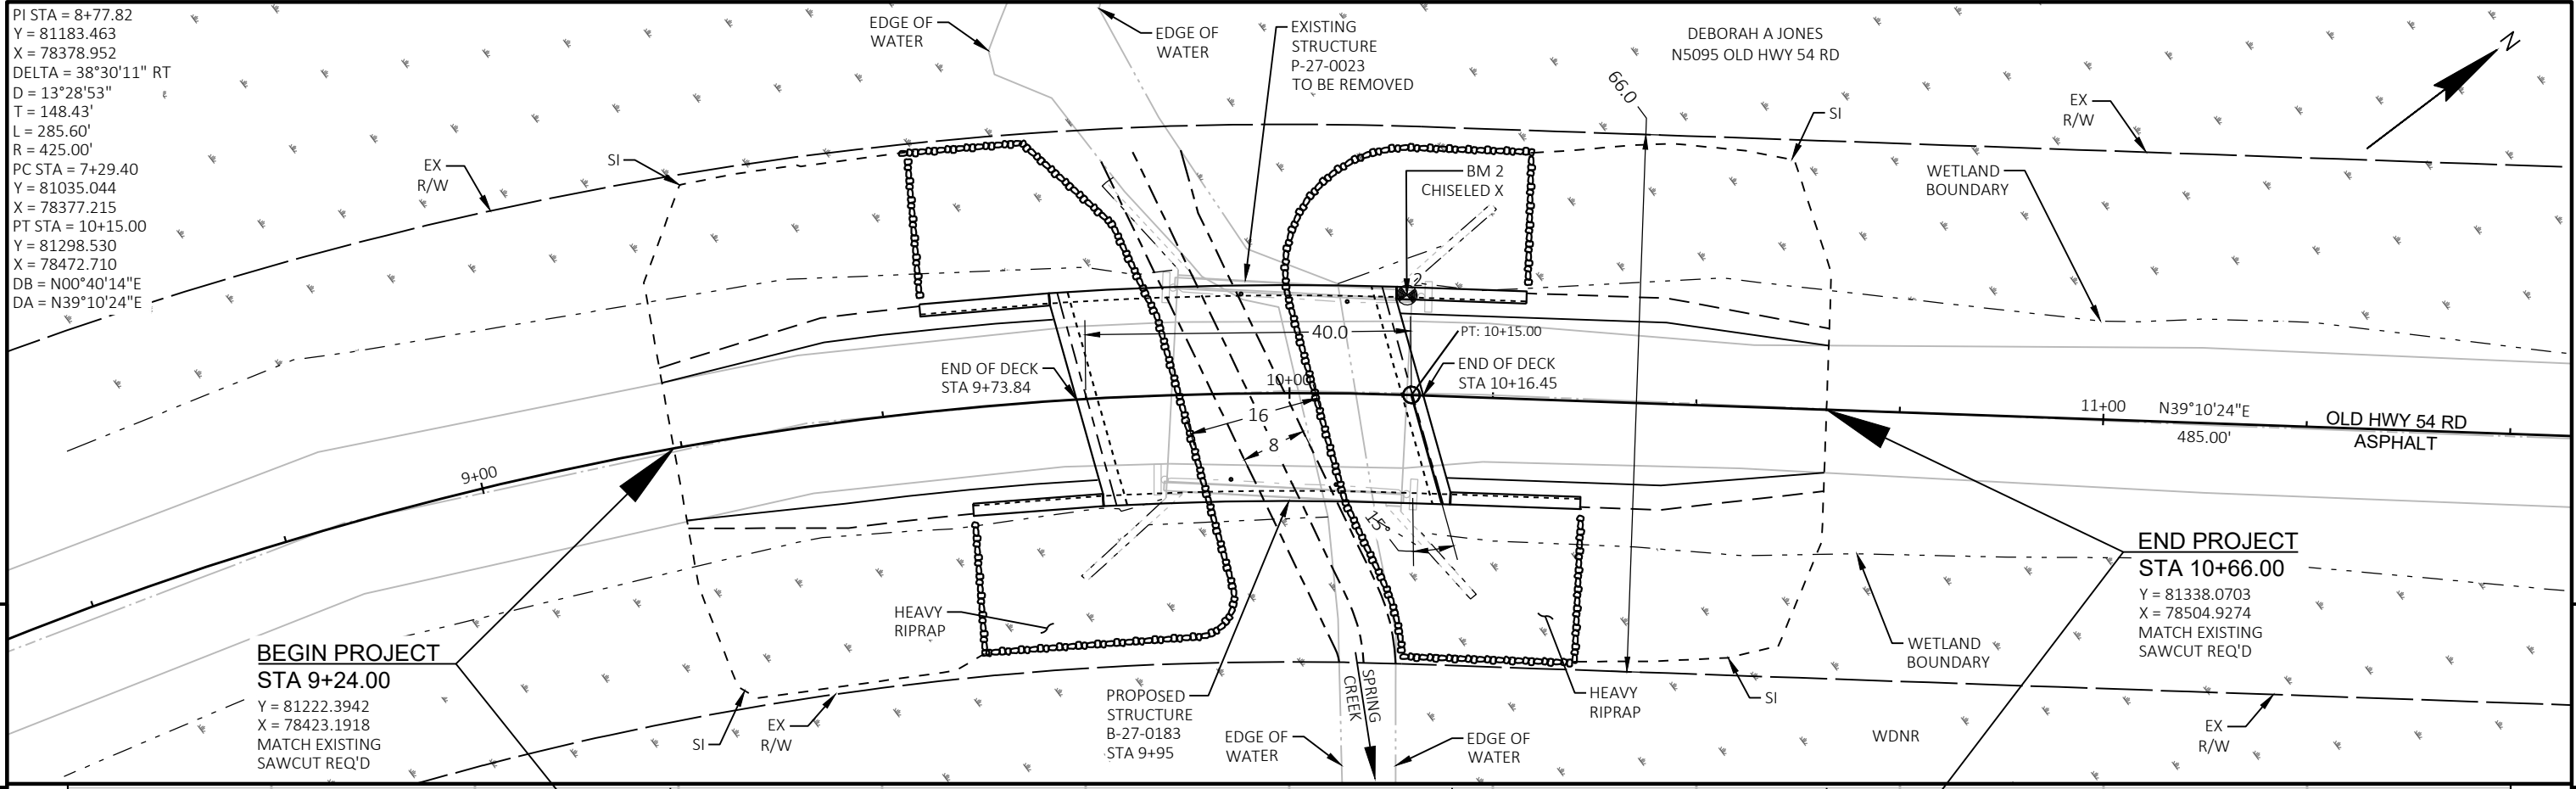 PI STA = 8+77.82
Y = 81183.463
X = 78378.952
DELTA = 38°30'11" RT
D = 13°28'53"
T = 148.43'
L = 285.60'
R = 425.00'
PC STA = 7+29.40
Y = 81035.044
X = 78377.215
PT STA = 10+15.00
Y = 81298.530
X = 78472.710
DB = N00°40'14"E
DA = N39°10'24"E
EDGE OF
WATER
EDGE OF
WATER
EXISTING
STRUCTURE
P-27-0023
TO BE REMOVED
DEBORAH A JONES
N5095 OLD HWY 54 RD
N
66.0
EX
R/W
SI
SI
EX
R/W
BM 2
CHISELED X
WETLAND
BOUNDARY
2
40.0
PT: 10+15.00
END OF DECK
STA 9+73.84
10+00
END OF DECK
STA 10+16.45
16
8
9+00
11+00
N39°10'24"E
485.00'
OLD HWY 54 RD
ASPHALT
15°
BEGIN PROJECT
STA 9+24.00
Y = 81222.3942
X = 78423.1918
MATCH EXISTING
SAWCUT REQ'D
HEAVY
RIPRAP
SI
EX
R/W
PROPOSED
STRUCTURE
B-27-0183
STA 9+95
EDGE OF
WATER
SPRING
CREEK
EDGE OF
WATER
HEAVY
RIPRAP
SI
WETLAND
BOUNDARY
WDNR
END PROJECT
STA 10+66.00
Y = 81338.0703
X = 78504.9274
MATCH EXISTING
SAWCUT REQ'D
EX
R/W